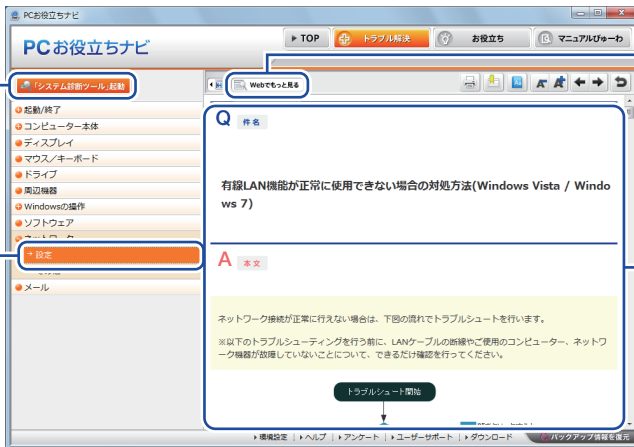 PCお役立ちナビ
PCお役立ちナビ
TOP
トラブル解決
お役立ち
マニュアルびゅーわ
「システム診断ツール」起動
Webでもっと見る
起動/終了
コンピューター本体
ディスプレイ
マウス/キーボード
ドライブ
周辺機器
Windowsの操作
ソフトウェア
ネットワーク
設定
メール
Q 件名
有線LAN機能が正常に使用できない場合の対処方法(Windows Vista / Windo
ws 7)
A 本文
ネットワーク接続が正常に行えない場合は、下図の流れでトラブルシュートを行います。
※以下のトラブルシューティングを行う前に、LANケーブルの断線やご使用のコンピューター、ネットワ
ーク機器が故障していないことについて、できるだけ確認を行ってください。
トラブルシュート開始
環境設定 | ヘルプ | アンケート | ユーザーサポート | ダウンロード
バックアップ情報を復元